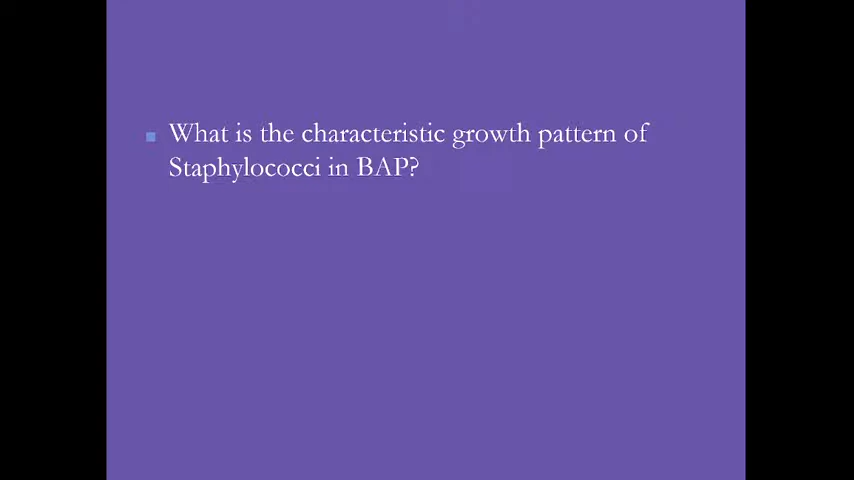 What is the characteristic growth pattern of
Staphylococci in BAP?